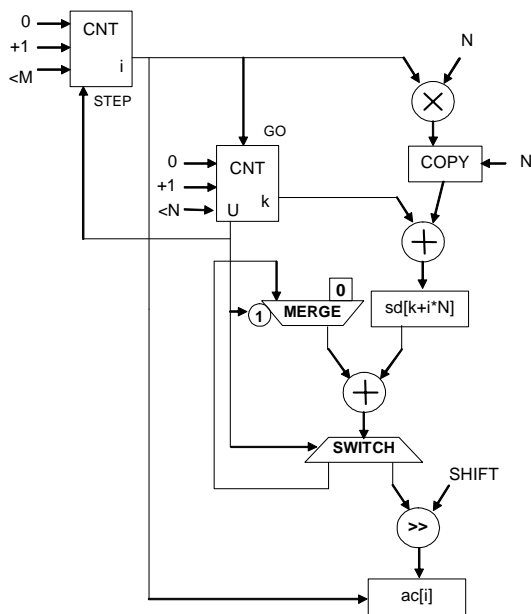 0
CNT
+1
i
<M
STEP
N
×
GO
0
CNT
+1
k
<N
U
COPY
N
+
0
1
MERGE
sd[k+i*N]
+
SWITCH
SHIFT
>>
ac[i]